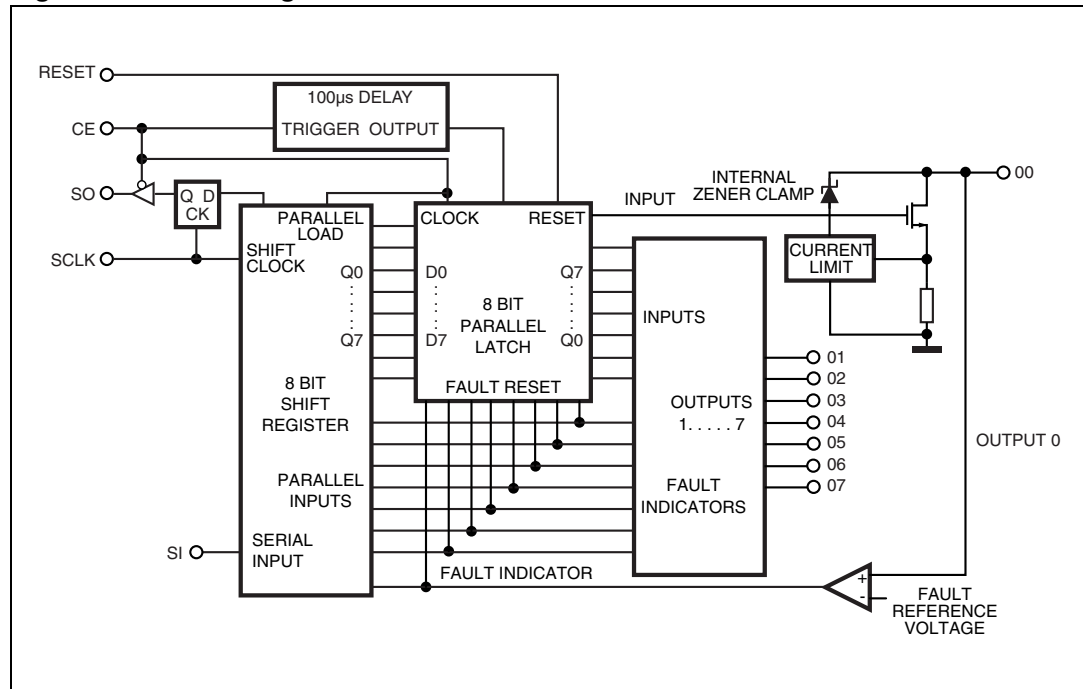 RESET
100µs DELAY
TRIGGER OUTPUT
CE
SO
Q D
CK
SCLK
PARALLEL
LOAD
SHIFT
CLOCK
Q0
Q7
8 BIT
SHIFT
REGISTER
PARALLEL
INPUTS
SERIAL
INPUT
SI
CLOCK
RESET
D0
Q7
8 BIT
PARALLEL
LATCH
D7
Q0
FAULT RESET
INPUT
INTERNAL
ZENER CLAMP
00
CURRENT
LIMIT
INPUTS
OUTPUTS
1. . . . . 7
FAULT
INDICATORS
01
02
03
04
05
06
07
OUTPUT 0
FAULT INDICATOR
+
-
FAULT
REFERENCE
VOLTAGE